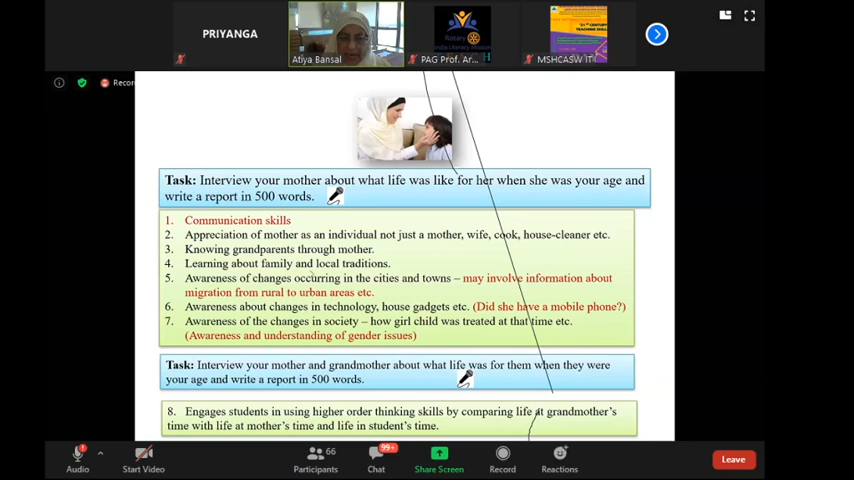 PRIYANGA
Atiya Bansal
PAG Prof. Ar...
MSHCASW IT
Rotary
India Literacy Mission
21st CENTURY
TEACHING SKILL
Recor
Task: Interview your mother about what life was like for her when she was your age and
write a report in 500 words.
1. Communication skills
2. Appreciation of mother as an individual not just a mother, wife, cook, house-cleaner etc.
3. Knowing grandparents through mother.
4. Learning about family and local traditions.
5. Awareness of changes occurring in the cities and towns – may involve information about
migration from rural to urban areas etc.
6. Awareness about changes in technology, house gadgets etc. (Did she have a mobile phone?)
7. Awareness of the changes in society – how girl child was treated at that time etc.
(Awareness and understanding of gender issues)
Task: Interview your mother and grandmother about what life was for them when they were
your age and write a report in 500 words.
8. Engages students in using higher order thinking skills by comparing life at grandmother's
time with life at mother's time and life in student's time.
99+
66
Audio
Start Video
Participants
Chat
Share Screen
Record
Reactions
Leave